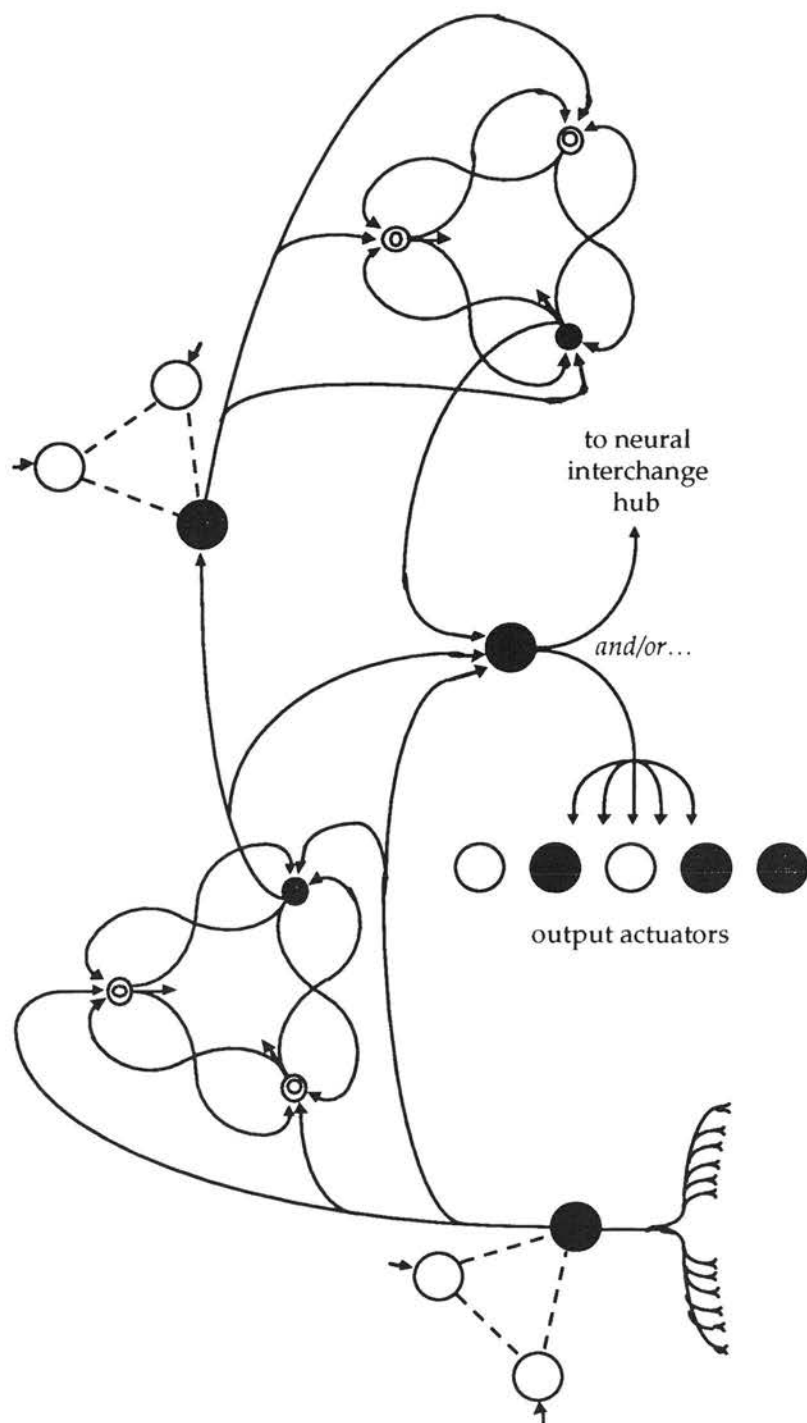 to neural
interchange
hub
and/or...
output actuators